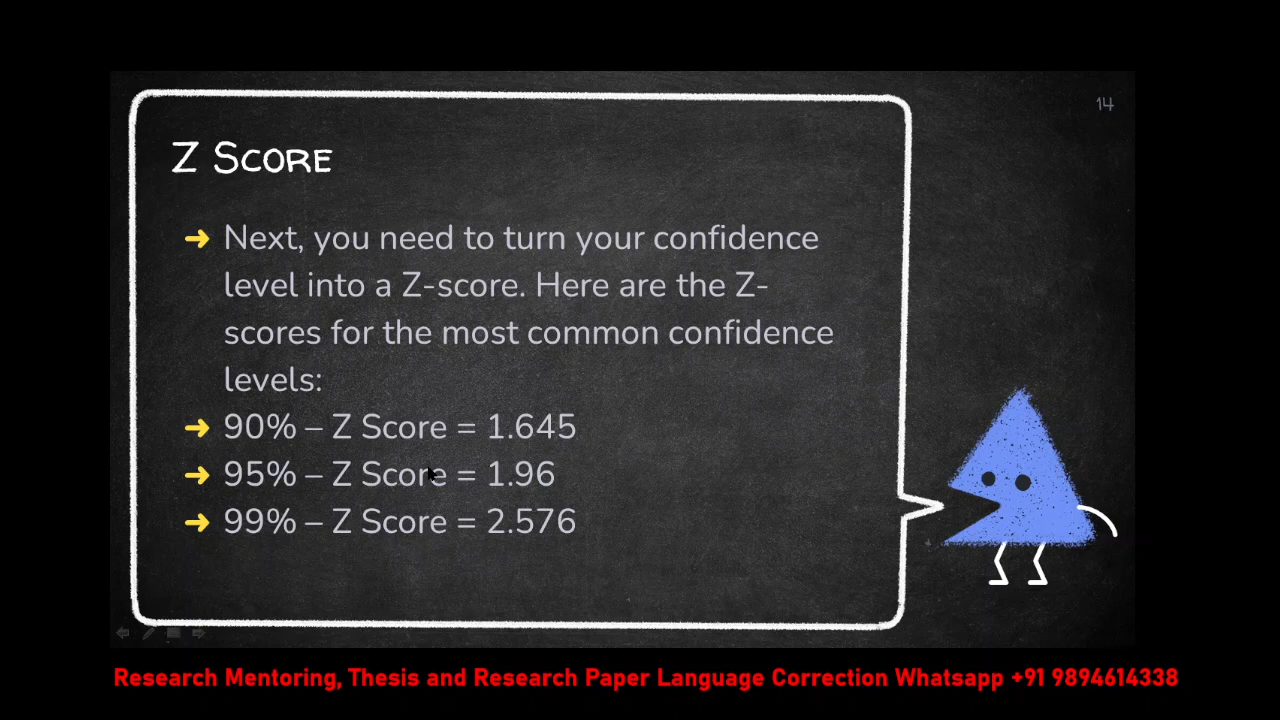 14
Z Score
➜ Next, you need to turn your confidence
level into a Z-score. Here are the Z-
scores for the most common confidence
levels:
➜ 90% – Z Score = 1.645
➜ 95% – Z Score = 1.96
➜ 99% – Z Score = 2.576
Research Mentoring, Thesis and Research Paper Language Correction Whatsapp +91 9894614338